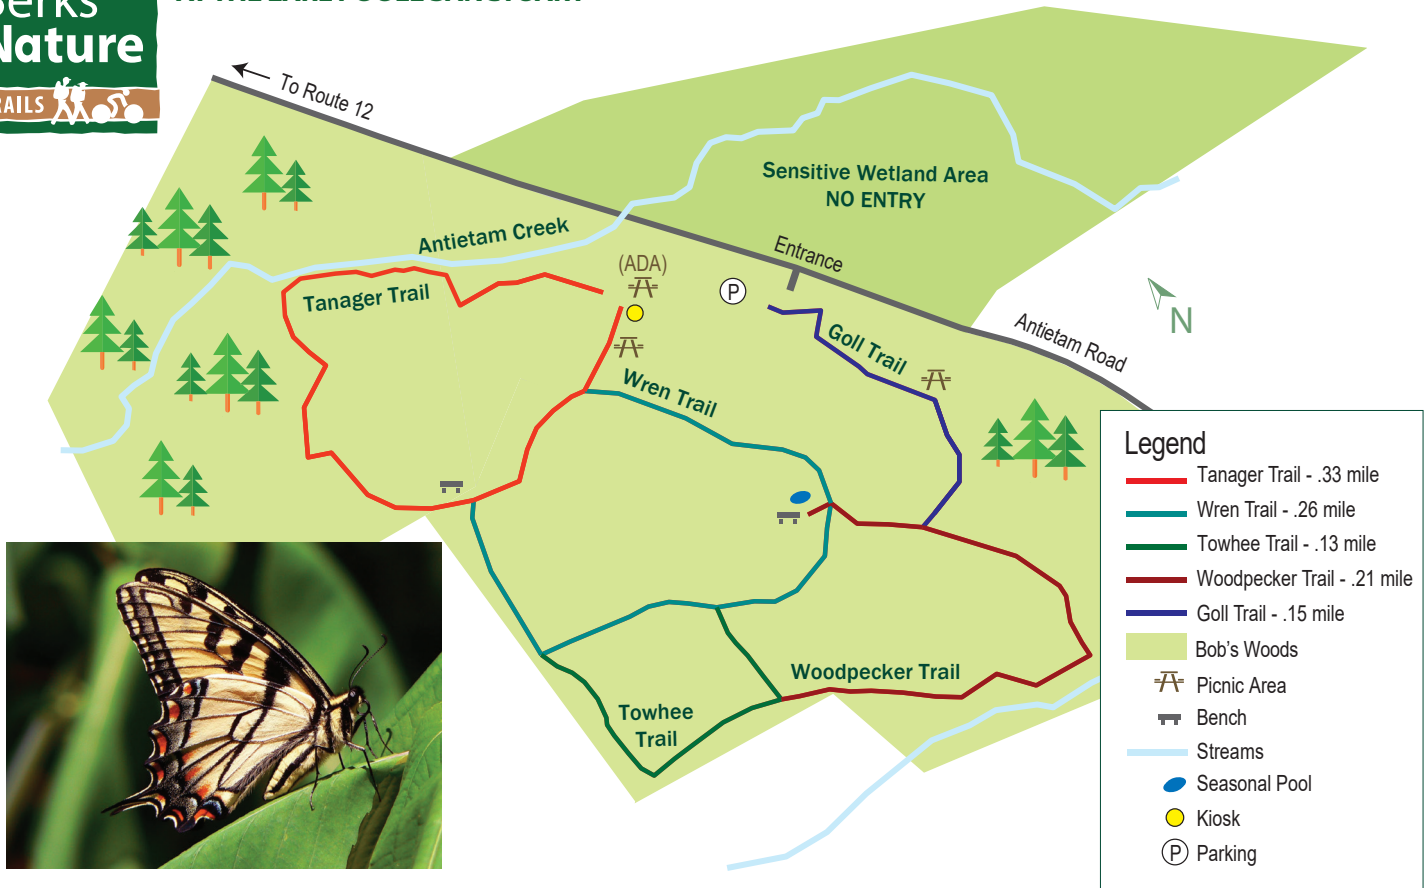 Berks
Nature
TRAILS
To Route 12
Sensitive Wetland Area
NO ENTRY
Antietam Creek
Entrance
(ADA)
P
Tanager Trail
Goll Trail
Antietam Road
N
Wren Trail
Woodpecker Trail
Towhee
Trail
Legend
Tanager Trail - .33 mile
Wren Trail - .26 mile
Towhee Trail - .13 mile
Woodpecker Trail - .21 mile
Goll Trail - .15 mile
Bob's Woods
Picnic Area
Bench
Streams
Seasonal Pool
Kiosk
P Parking